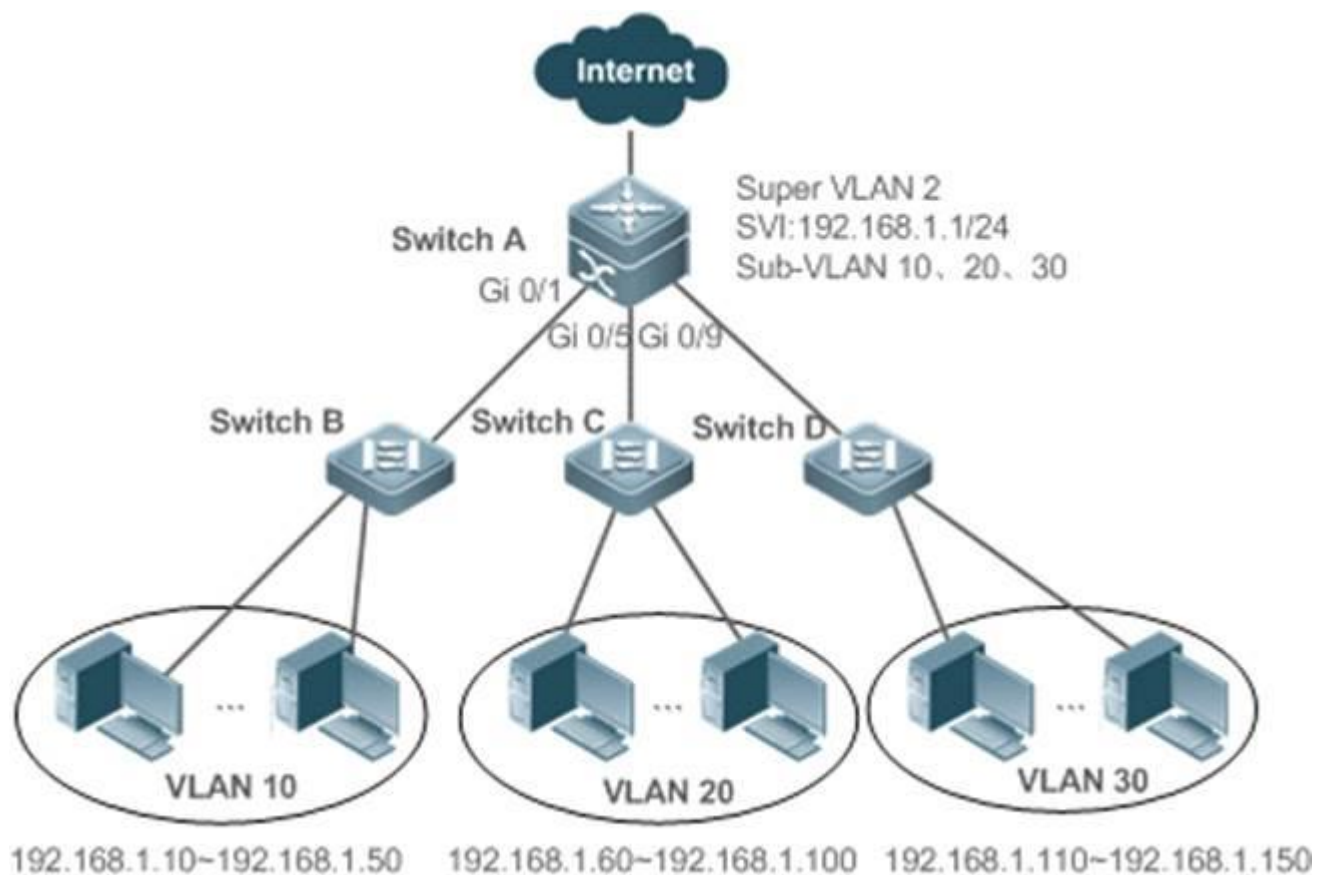 Internet
Super VLAN 2
SVI:192.168.1.1/24
Sub-VLAN 10、20、30
Switch A
Gi 0/1
Gi 0/5 Gi 0/9
Switch B
Switch C
Switch D
...
...
...
VLAN 10
VLAN 20
VLAN 30
192.168.1.10~192.168.1.50
192.168.1.60~192.168.1.100
192.168.1.110~192.168.1.150